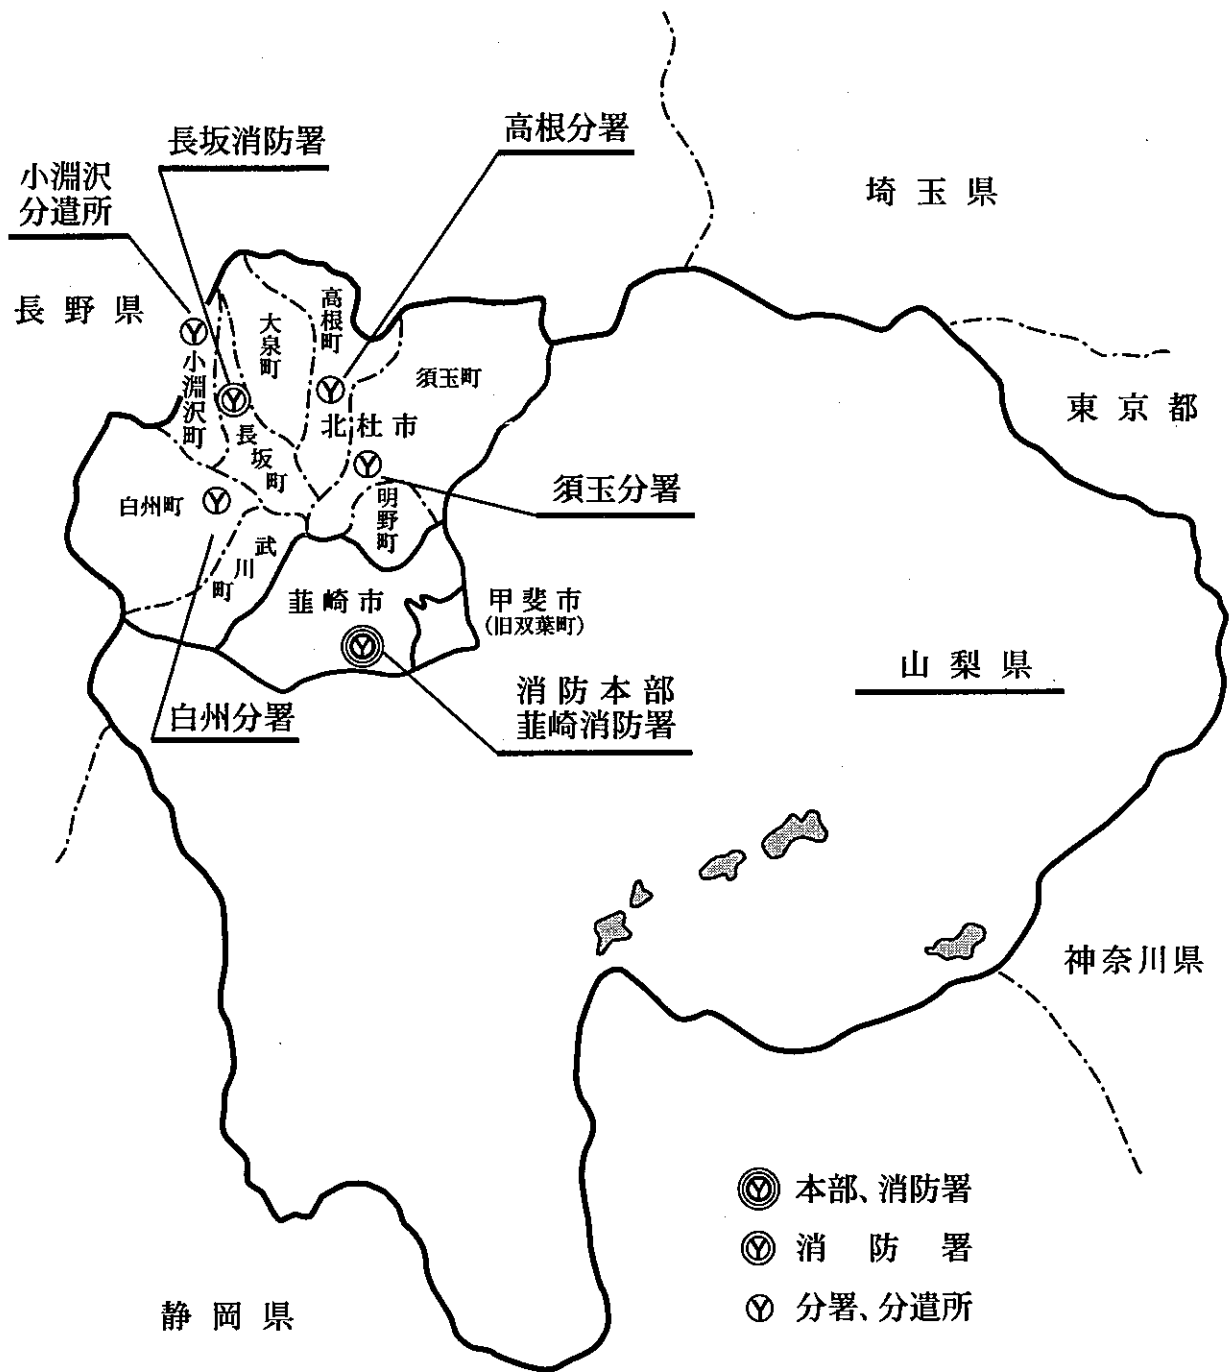 長坂消防署
高根分署
小淵沢
分遣所
埼玉県
長野県
高根町
大泉町
小淵沢町
須玉町
東京都
北杜市
長坂町
須玉分署
白州町
明野町
武川町
韮崎市
甲斐市
(旧双葉町)
山梨県
白州分署
消防本部
韮崎消防署
神奈川県
本部、消防署
消防署
分署、分遣所
静岡県